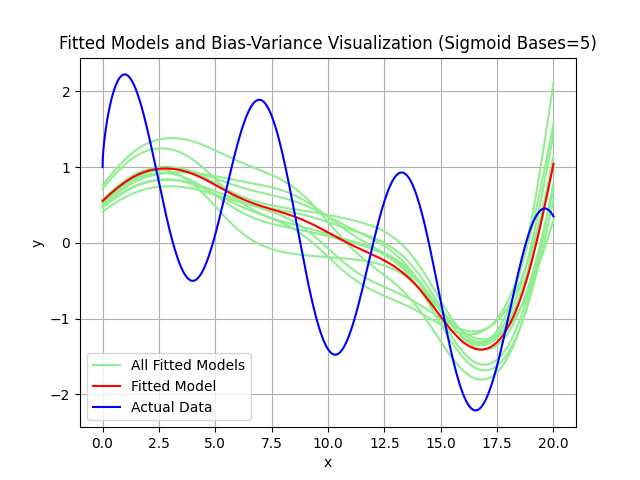 Fitted Models and Bias-Variance Visualization (Sigmoid Bases=5)
y
2
1
0
−1
−2
All Fitted Models
Fitted Model
Actual Data
0.0 2.5 5.0 7.5 10.0 12.5 15.0 17.5 20.0
x